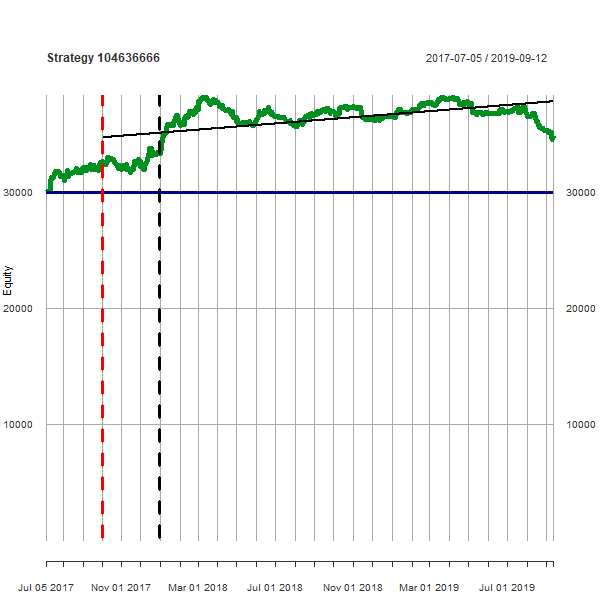 Strategy 104636666
2017-07-05 / 2019-09-12
30000
30000
Equity
20000
20000
10000
10000
Jul 05 2017
Nov 01 2017
Mar 01 2018
Jul 01 2018
Nov 01 2018
Mar 01 2019
Jul 01 2019